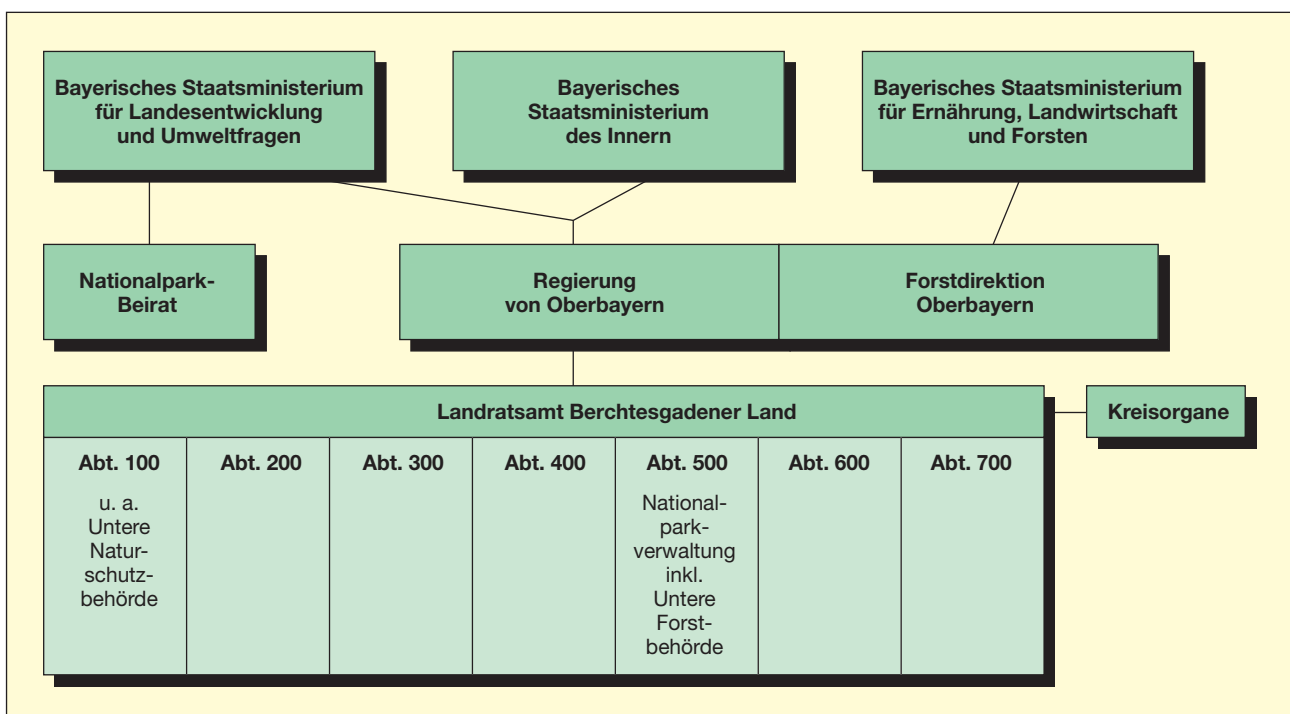 Bayerisches Staatsministerium
für Landesentwicklung
und Umweltfragen
Bayerisches
Staatsministerium
des Innern
Bayerisches Staatsministerium
für Ernährung, Landwirtschaft
und Forsten
Nationalpark-
Beirat
Regierung
von Oberbayern
Forstdirektion
Oberbayern
Landratsamt Berchtesgadener Land
Kreisorgane
Abt. 100
u. a.
Untere
Natur-
schutz-
behörde
Abt. 200
Abt. 300
Abt. 400
Abt. 500
National-
park-
verwaltung
inkl.
Untere
Forst-
behörde
Abt. 600
Abt. 700